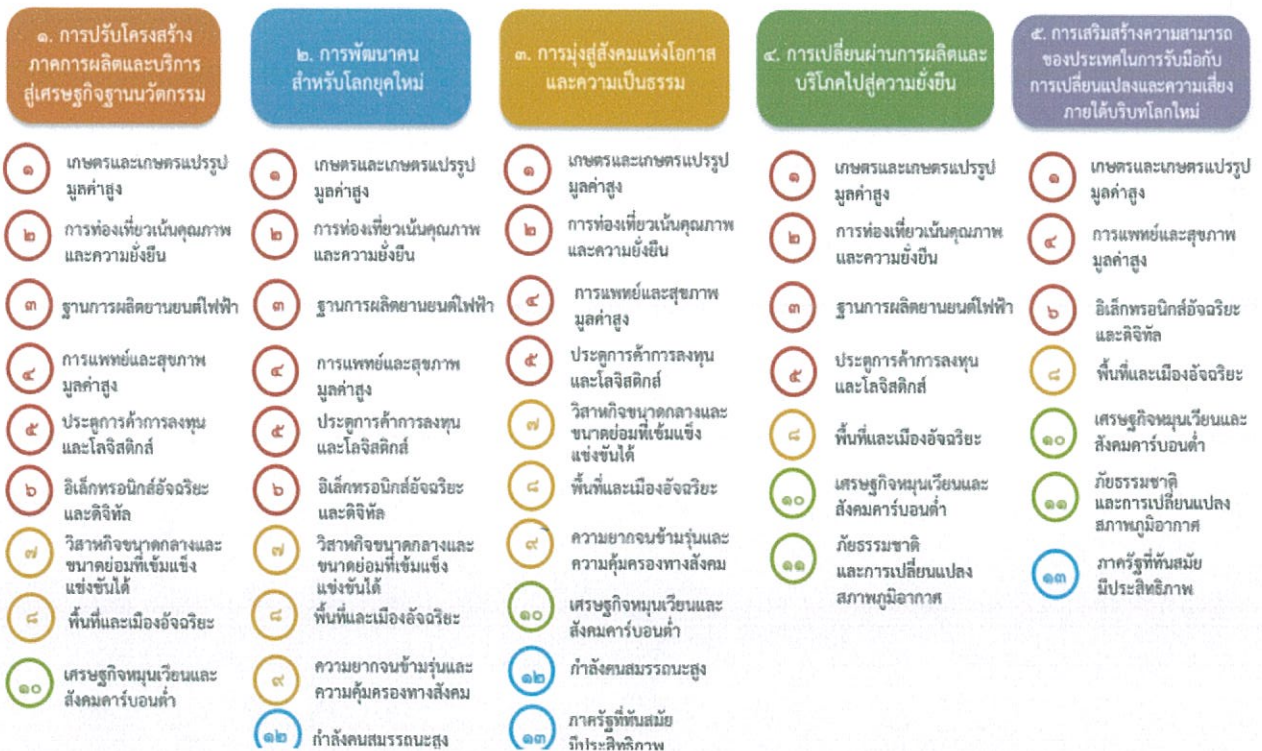 ๑. การปรับโครงสร้าง
ภาคการผลิตและบริการ
สู่เศรษฐกิจฐานนวัตกรรม
๑
เกษตรและเกษตรแปรรูป
มูลค่าสูง
๒
การท่องเที่ยวเน้นคุณภาพ
และความยั่งยืน
๓
ฐานการผลิตยานยนต์ไฟฟ้า
๔
การแพทย์และสุขภาพ
มูลค่าสูง
๕
ประตูการค้าการลงทุน
และโลจิสติกส์
๖
อิเล็กทรอนิกส์อัจฉริยะ
และดิจิทัล
๗
วิสาหกิจขนาดกลางและ
ขนาดย่อมที่เข้มแข็ง
แข่งขันได้
๘
พื้นที่และเมืองอัจฉริยะ
๑๐
เศรษฐกิจหมุนเวียนและ
สังคมคาร์บอนต่ำ
๒. การพัฒนาคน
สำหรับโลกยุคใหม่
๑
เกษตรและเกษตรแปรรูป
มูลค่าสูง
๒
การท่องเที่ยวเน้นคุณภาพ
และความยั่งยืน
๓
ฐานการผลิตยานยนต์ไฟฟ้า
๔
การแพทย์และสุขภาพ
มูลค่าสูง
๕
ประตูการค้าการลงทุน
และโลจิสติกส์
๖
อิเล็กทรอนิกส์อัจฉริยะ
และดิจิทัล
๗
วิสาหกิจขนาดกลางและ
ขนาดย่อมที่เข้มแข็ง
แข่งขันได้
๘
พื้นที่และเมืองอัจฉริยะ
๙
ความยากจนข้ามรุ่นและ
ความคุ้มครองทางสังคม
๑๒
กำลังคนสมรรถนะสูง
๓. การมุ่งสู่สังคมแห่งโอกาส
และความเป็นธรรม
๑
เกษตรและเกษตรแปรรูป
มูลค่าสูง
๒
การท่องเที่ยวเน้นคุณภาพ
และความยั่งยืน
๔
การแพทย์และสุขภาพ
มูลค่าสูง
๕
ประตูการค้าการลงทุน
และโลจิสติกส์
๗
วิสาหกิจขนาดกลางและ
ขนาดย่อมที่เข้มแข็ง
แข่งขันได้
๘
พื้นที่และเมืองอัจฉริยะ
๙
ความยากจนข้ามรุ่นและ
ความคุ้มครองทางสังคม
๑๐
เศรษฐกิจหมุนเวียนและ
สังคมคาร์บอนต่ำ
๑๒
กำลังคนสมรรถนะสูง
๑๓
ภาครัฐที่ทันสมัย
มีประสิทธิภาพ
๔. การเปลี่ยนผ่านการผลิตและ
บริโภคไปสู่ความยั่งยืน
๑
เกษตรและเกษตรแปรรูป
มูลค่าสูง
๒
การท่องเที่ยวเน้นคุณภาพ
และความยั่งยืน
๓
ฐานการผลิตยานยนต์ไฟฟ้า
๕
ประตูการค้าการลงทุน
และโลจิสติกส์
๘
พื้นที่และเมืองอัจฉริยะ
๑๐
เศรษฐกิจหมุนเวียนและ
สังคมคาร์บอนต่ำ
๑๑
ภัยธรรมชาติ
และการเปลี่ยนแปลง
สภาพภูมิอากาศ
๕. การเสริมสร้างความสามารถ
ของประเทศในการรับมือกับ
การเปลี่ยนแปลงและความเสี่ยง
ภายใต้บริบทโลกใหม่
๑
เกษตรและเกษตรแปรรูป
มูลค่าสูง
๔
การแพทย์และสุขภาพ
มูลค่าสูง
๖
อิเล็กทรอนิกส์อัจฉริยะ
และดิจิทัล
๘
พื้นที่และเมืองอัจฉริยะ
๑๐
เศรษฐกิจหมุนเวียนและ
สังคมคาร์บอนต่ำ
๑๑
ภัยธรรมชาติ
และการเปลี่ยนแปลง
สภาพภูมิอากาศ
๑๓
ภาครัฐที่ทันสมัย
มีประสิทธิภาพ